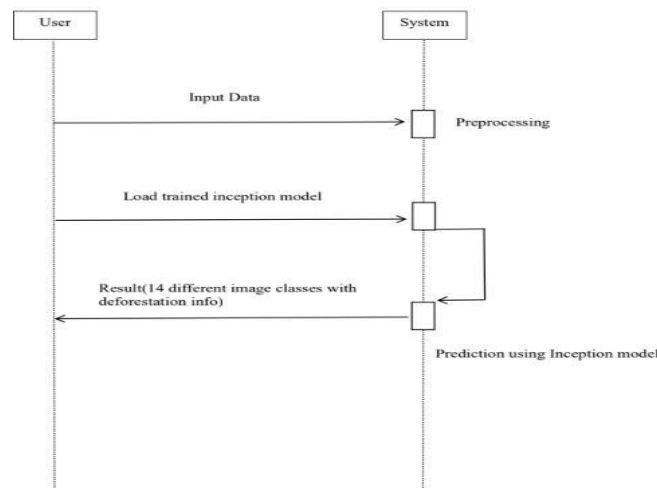 User
System
Input Data
Preprocessing
Load trained inception model
Result(14 different image classes with
deforestation info)
Prediction using Inception model